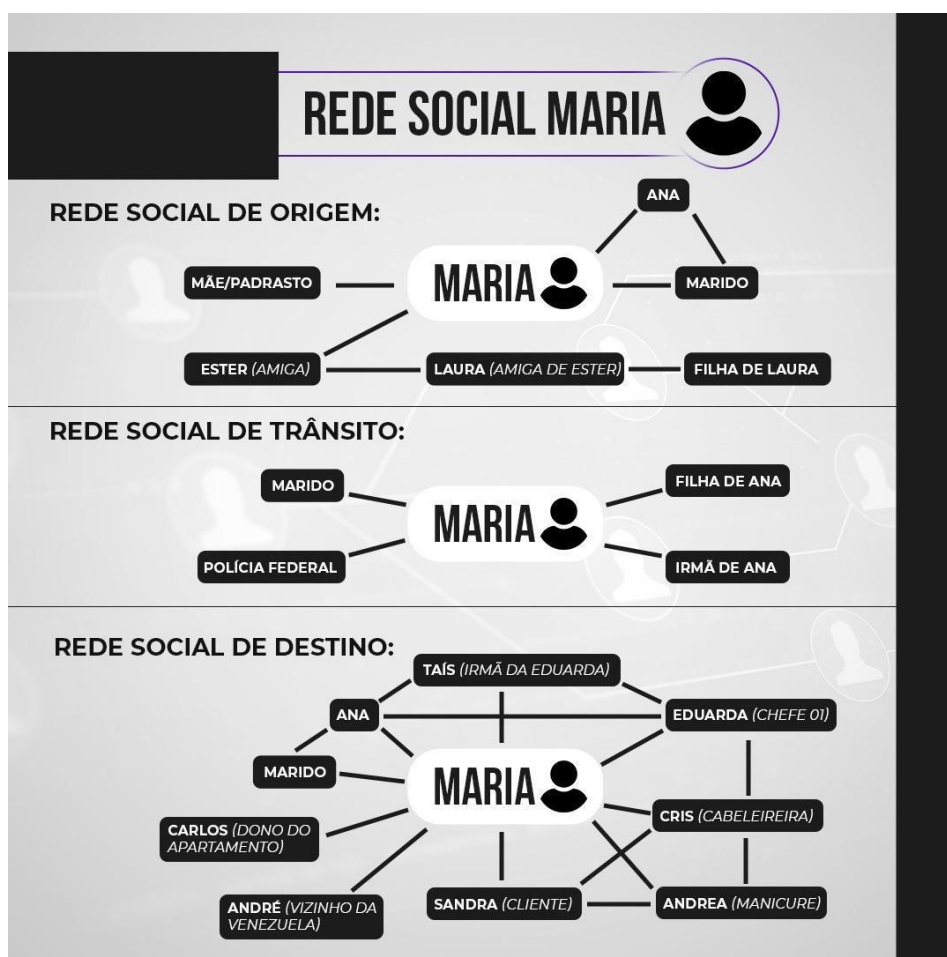 REDE SOCIAL MARIA
REDE SOCIAL DE ORIGEM:
ANA
MÃE/PADRASTO
MARIA
MARIDO
ESTER (AMIGA)
LAURA (AMIGA DE ESTER)
FILHA DE LAURA
REDE SOCIAL DE TRÂNSITO:
MARIDO
FILHA DE ANA
MARIA
POLÍCIA FEDERAL
IRMÃ DE ANA
REDE SOCIAL DE DESTINO:
TAÍS (IRMÃ DA EDUARDA)
ANA
EDUARDA (CHEFE 01)
MARIDO
MARIA
CARLOS (DONO DO
APARTAMENTO)
CRIS (CABELEIREIRA)
ANDRÉ (VIZINHO DA
VENEZUELA)
SANDRA (CLIENTE)
ANDREA (MANICURE)